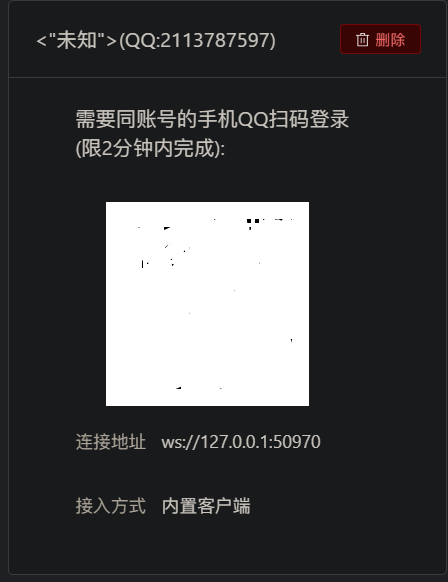 <"未知">(QQ:2113787597)
删除
需要同账号的手机QQ扫码登录
(限2分钟内完成):
连接地址 ws://127.0.0.1:50970
接入方式 内置客户端